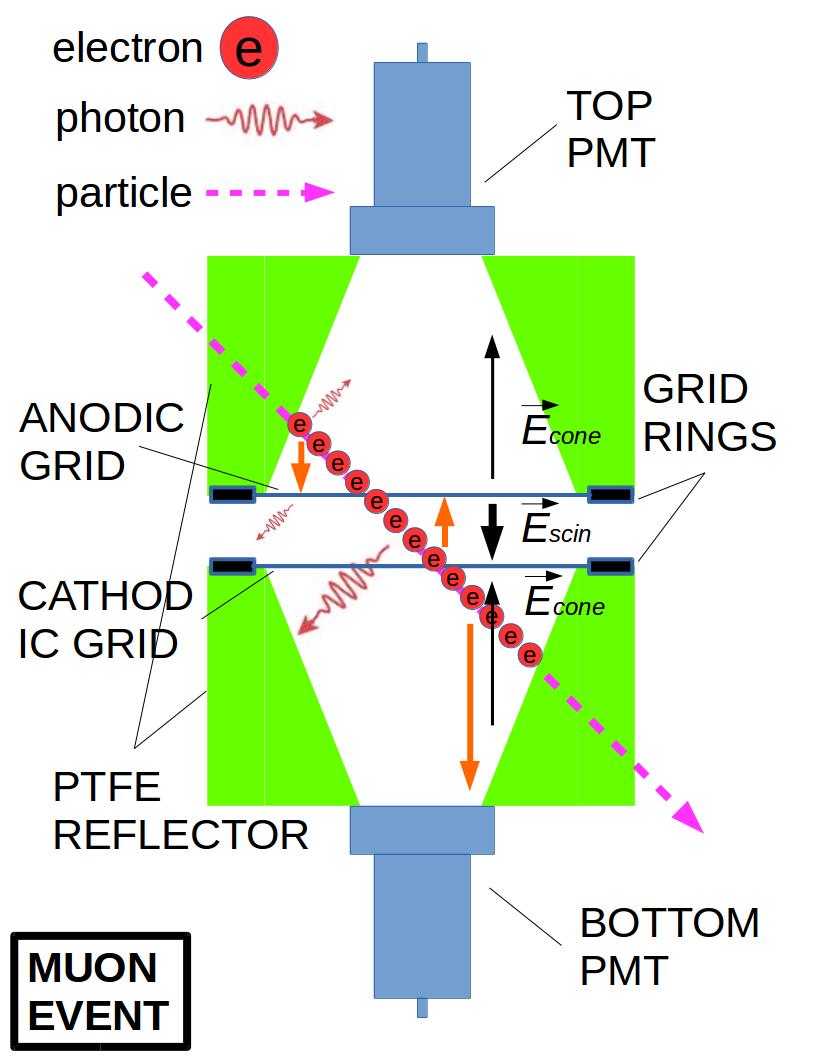 electron e
photon
particle
TOP
PMT
ANODIC
GRID
GRID
RINGS
E cone
E scin
E cone
e
e
e
e
e
e
e
e
e
e
e
e
e
CATHOD
IC GRID
PTFE
REFLECTOR
BOTTOM
PMT
MUON
EVENT